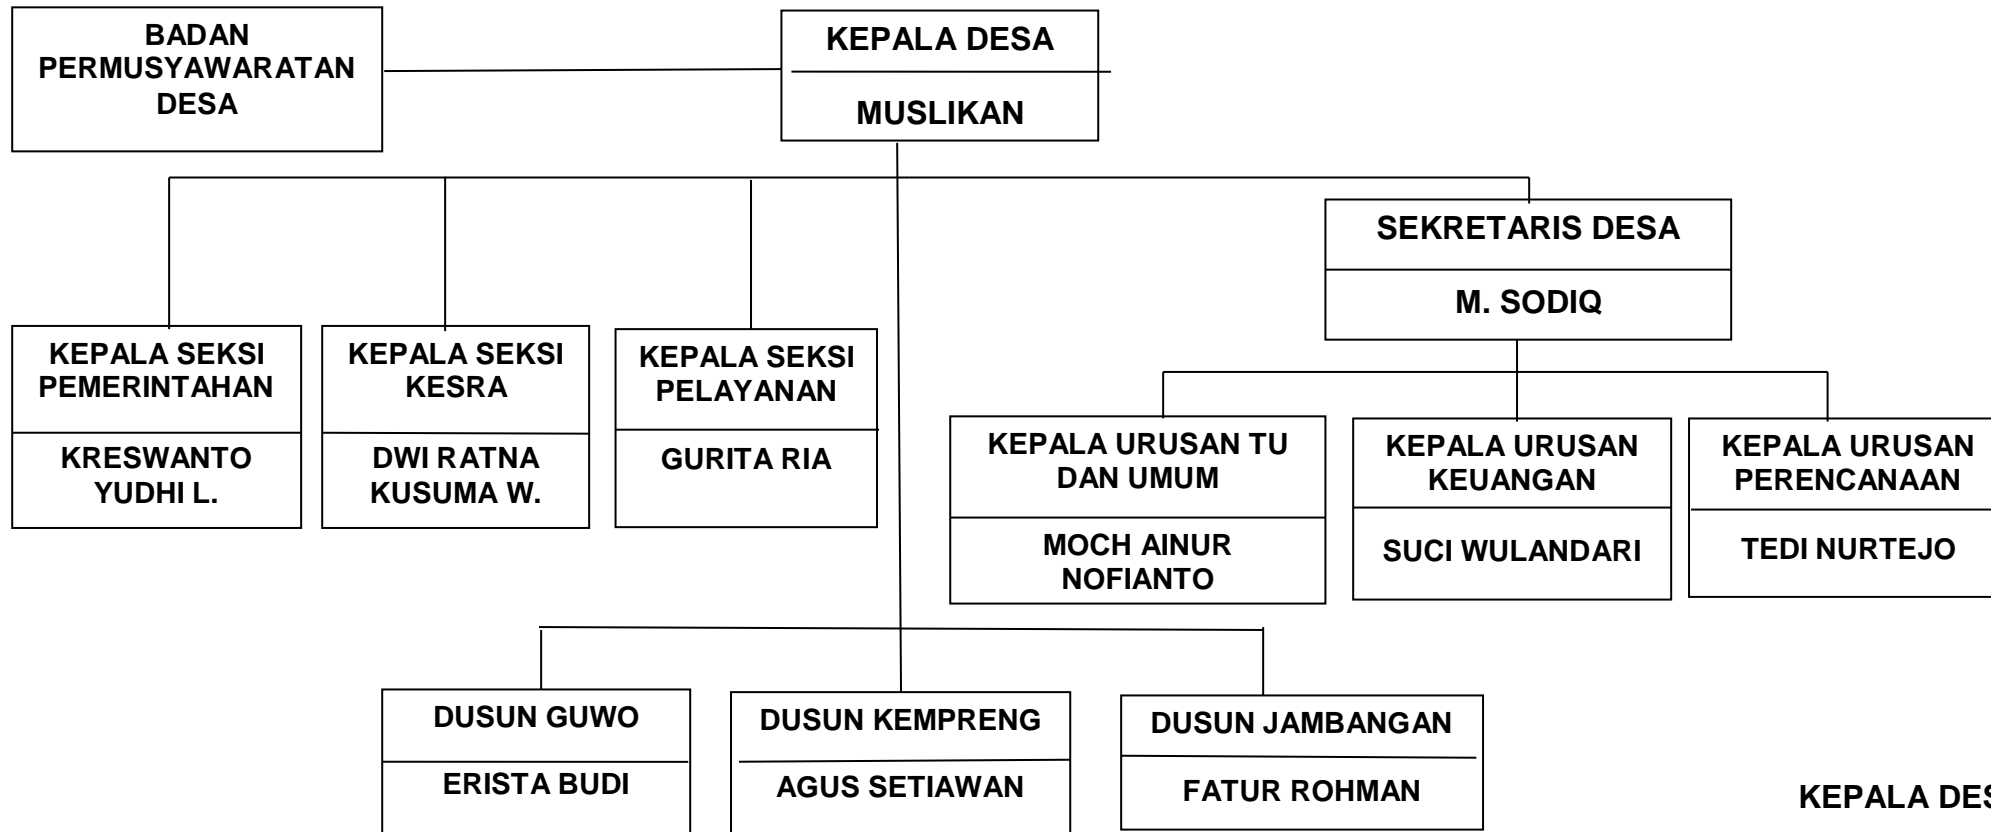 BADAN
PERMUSYAWARATAN
DESA
KEPALA DESA
MUSLIKAN
SEKRETARIS DESA
M. SODIQ
KEPALA SEKSI
PEMERINTAHAN
KRESWANTO
YUDHI L.
KEPALA SEKSI
KESRA
DWI RATNA
KUSUMA W.
KEPALA SEKSI
PELAYANAN
GURITA RIA
KEPALA URUSAN TU
DAN UMUM
MOCH AINUR
NOFIANTO
KEPALA URUSAN
KEUANGAN
SUCI WULANDARI
KEPALA URUSAN
PERENCANAAN
TEDI NURTEJO
DUSUN GUWO
ERISTA BUDI
DUSUN KEMPRENG
AGUS SETIAWAN
DUSUN JAMBANGAN
FATUR ROHMAN
KEPALA DES